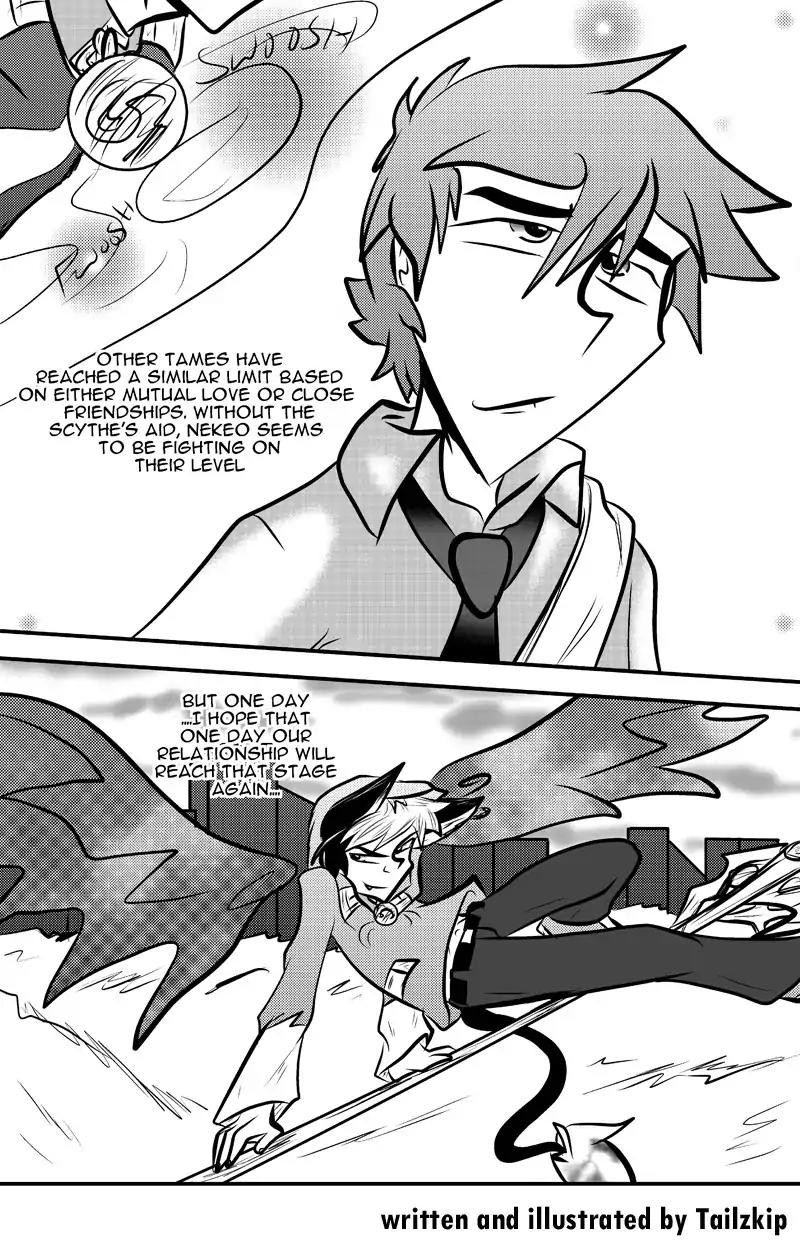 SWOOSH
FWOOSH
OTHER TAMES HAVE
REACHED A SIMILAR LIMIT BASED
ON EITHER MUTUAL LOVE OR CLOSE
FRIENDSHIPS. WITHOUT THE
SCYTHE'S AID, NEKEO SEEMS
TO BE FIGHTING ON
THEIR LEVEL
BUT ONE DAY
....I HOPE THAT
ONE DAY OUR
RELATIONSHIP WILL
REACH THAT STAGE
AGAIN....
written and illustrated by Tailzkip